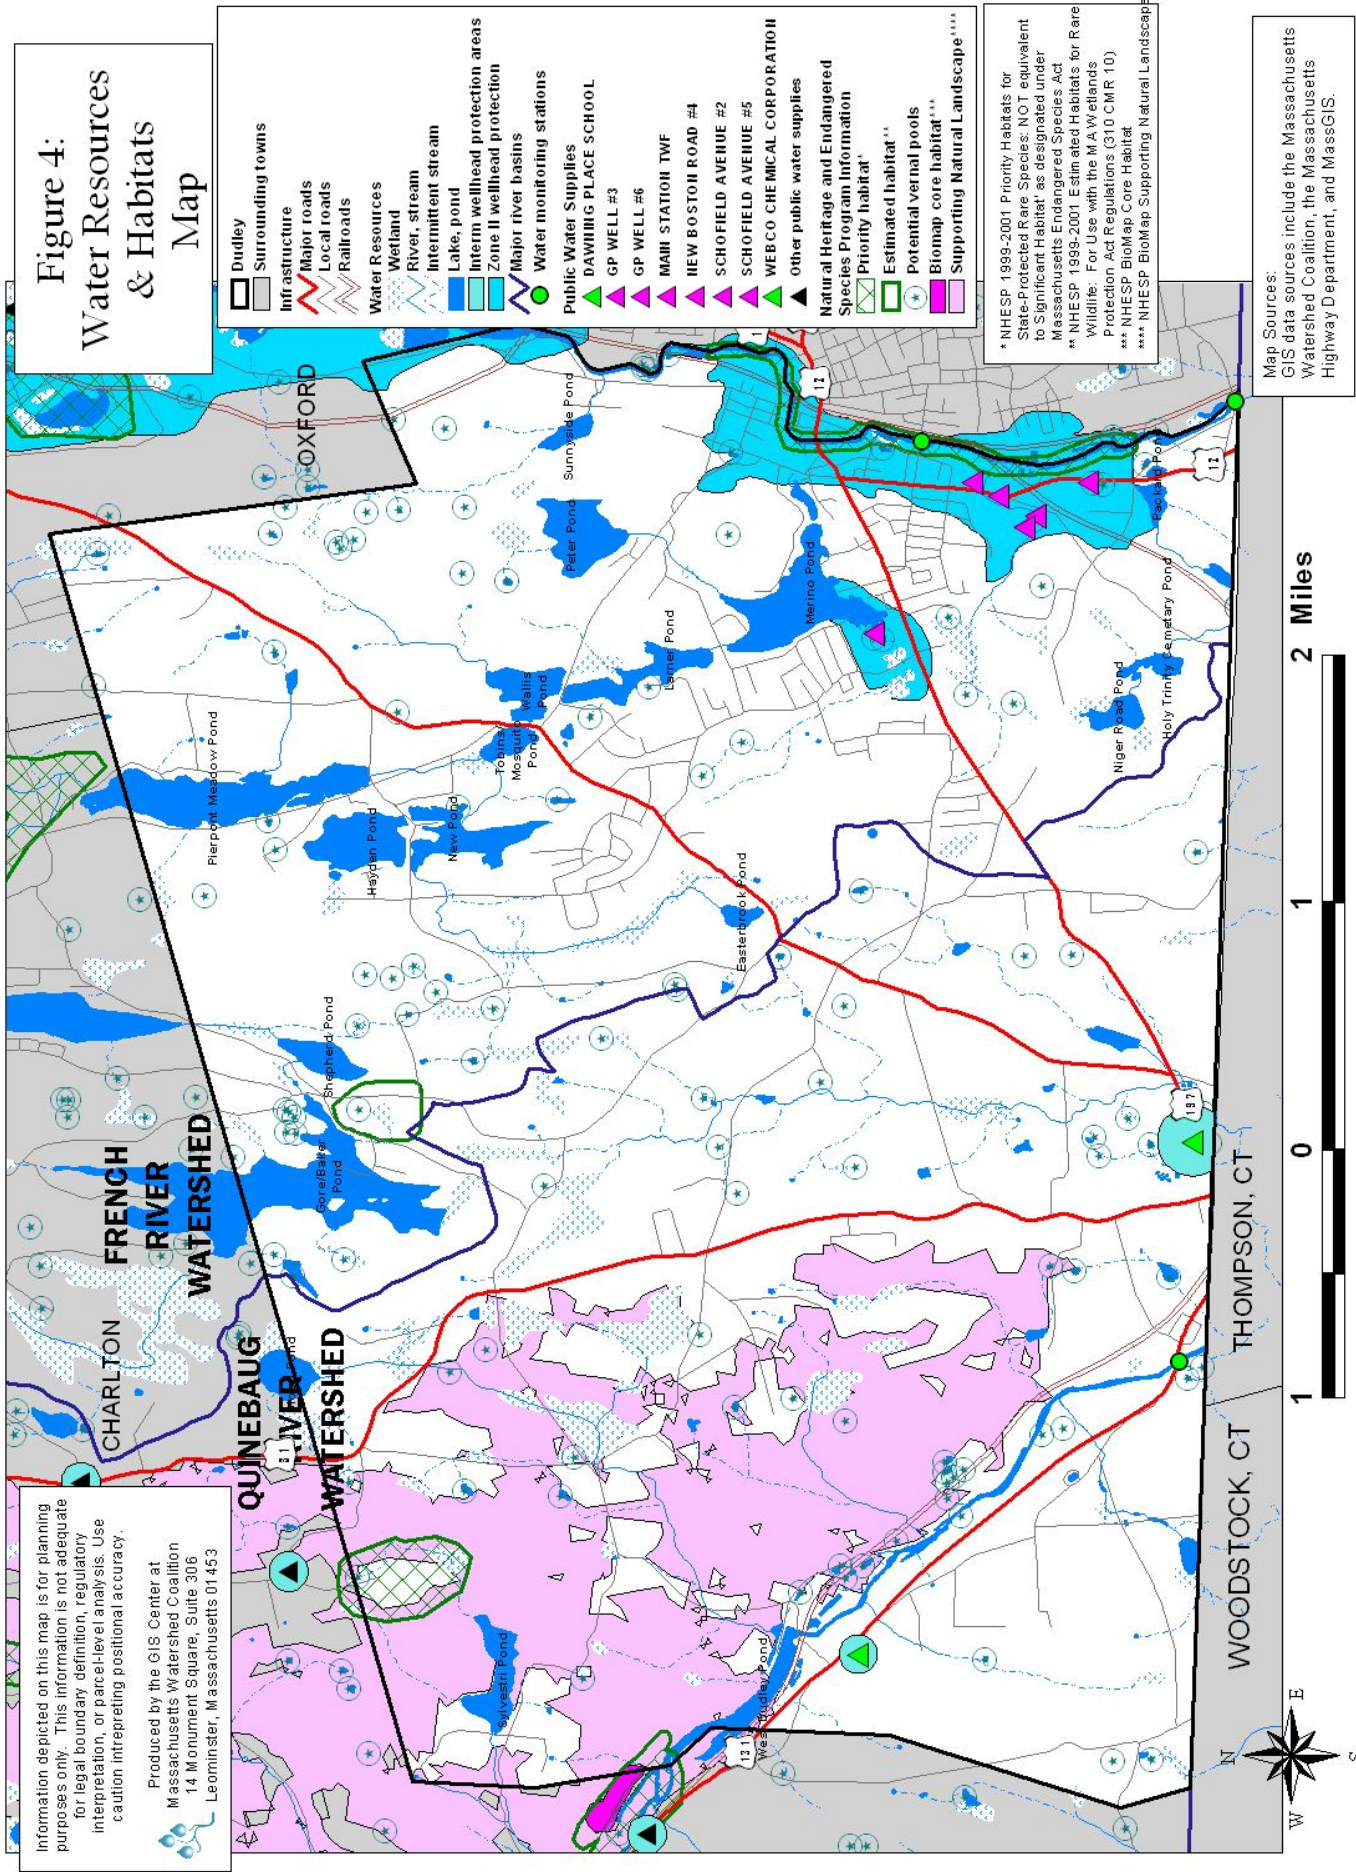 Figure 4:
Water Resources
& Habitats
Map
Dudley
Surrounding towns
Infrastructure
Major roads
Local roads
Railroads
Water Resources
Wetland
River, stream
Intermittent stream
Lake, pond
Interm wellhead protection areas
Zone II wellhead protection
Major river basins
Water monitoring stations
Public Water Supplies
DAWNING PLACE SCHOOL
GP WELL #3
GP WELL #6
MAIN STATION TWF
NEW BOSTON ROAD #4
SCHOFIELD AVENUE #2
SCHOFIELD AVENUE #5
WEBCO CHEMICAL CORPORATION
Other public water supplies
Natural Heritage and Endangered
Species Program Information
Priority habitat*
Estimated habitat**
Potential vernal pools
Biomap core habitat***
Supporting Natural Landscape****
* NHESP 1999-2001 Priority Habitats for
State-Protected Rare Species: NOT equivalent
to Significant Habitat' as designated under
Massachusetts Endangered Species Act
** NHESP 1999-2001 Estimated Habitats for Rare
Wildlife: For Use with the MA Wetlands
Protection Act Regulations (310 CMR 10)
*** NHESP BioMap Core Habitat
**** NHESP BioMap Supporting Natural Landscape
Map Sources:
GIS data sources include the Massachusetts
Watershed Coalition, the Massachusetts
Highway Department, and MassGIS.
Information depicted on this map is for planning
purposes only. This information is not adequate
for legal boundary definition, regulatory
interpretation, or parcel-level analysis. Use
caution intrepreting positional accuracy.
Produced by the GIS Center at
Massachusetts Watershed Coalition
14 Monument Square, Suite 306
Leominster, Massachusetts 01453
CHARLTON
FRENCH
RIVER
WATERSHED
QUINEBAUG
RIVER
WATERSHED
OXFORD
Pond
31
Gore/Baker
Pond
Shepherd Pond
Pierpont Meadow Pond
Hayden Pond
New Pond
Tobins/
Mosquito
Pond
Wallis
Pond
Larner Pond
Peter Pond
Sunnyside Pond
Merino Pond
Easterbrook Pond
Sylvestri Pond
West Dudley Pond
131
197
12
1
12
Packard Pond
Niger Road Pond
Holy Trinity Cemetary Pond
WOODSTOCK, CT
THOMPSON, CT
N
W
E
S
1
0
1
2
Miles